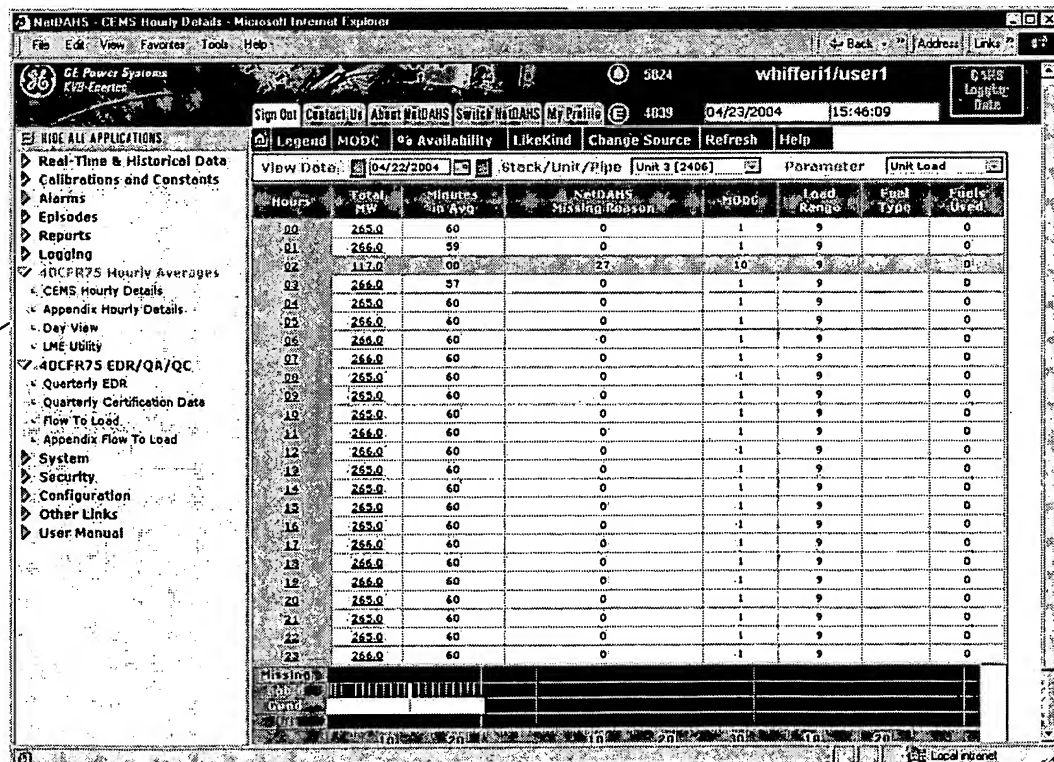 NetDAHS - CEMS Hourly Details - Microsoft Internet Explorer
File Edit View Favorites Tools Help Back » Address Links »
GE Power Systems
KVB-Enertec
5824 whifferi1/user1
Sign Out Contact Us About NetDAHS Switch NetDAHS My Profile 4839 04/23/2004 15:46:09
HIDE ALL APPLICATIONS
Real-Time & Historical Data
Calibrations and Constants
Alarms
Episodes
Reports
Logging
40CFR75 Hourly Averages
CEMS Hourly Details
Appendix Hourly Details
Day View
LME Utility
40CFR75 EDR/QA/QC
Quarterly EDR
Quarterly Certification Data
Flow To Load
Appendix Flow To Load
System
Security
Configuration
Other Links
User Manual
Legend MODC % Availability LikeKind Change Source Refresh Help
View Data: 04/22/2004 Stack/Unit/Pipe Unit 3 [2406] Parameter Unit Load
Hours Total MW Minutes in Avg NetDAHS Missing Reason MODC Load Range Fuel Type Fuels Used
00 265.0 60 0 1 9 0
01 266.0 59 0 1 9 0
02 117.0 00 27 10 9 0
03 266.0 57 0 1 9 0
04 265.0 60 0 1 9 0
05 266.0 60 0 1 9 0
06 266.0 60 0 1 9 0
07 266.0 60 0 1 9 0
08 265.0 60 0 1 9 0
09 265.0 60 0 1 9 0
10 265.0 60 0 1 9 0
11 266.0 60 0 1 9 0
12 266.0 60 0 1 9 0
13 265.0 60 0 1 9 0
14 265.0 60 0 1 9 0
15 265.0 60 0 1 9 0
16 265.0 60 0 1 9 0
17 266.0 60 0 1 9 0
18 266.0 60 0 1 9 0
19 266.0 60 0 1 9 0
20 265.0 60 0 1 9 0
21 265.0 60 0 1 9 0
22 265.0 60 0 1 9 0
23 266.0 60 0 1 9 0
Missing
Good
10 20 10 20 30 10 20
Local intranet